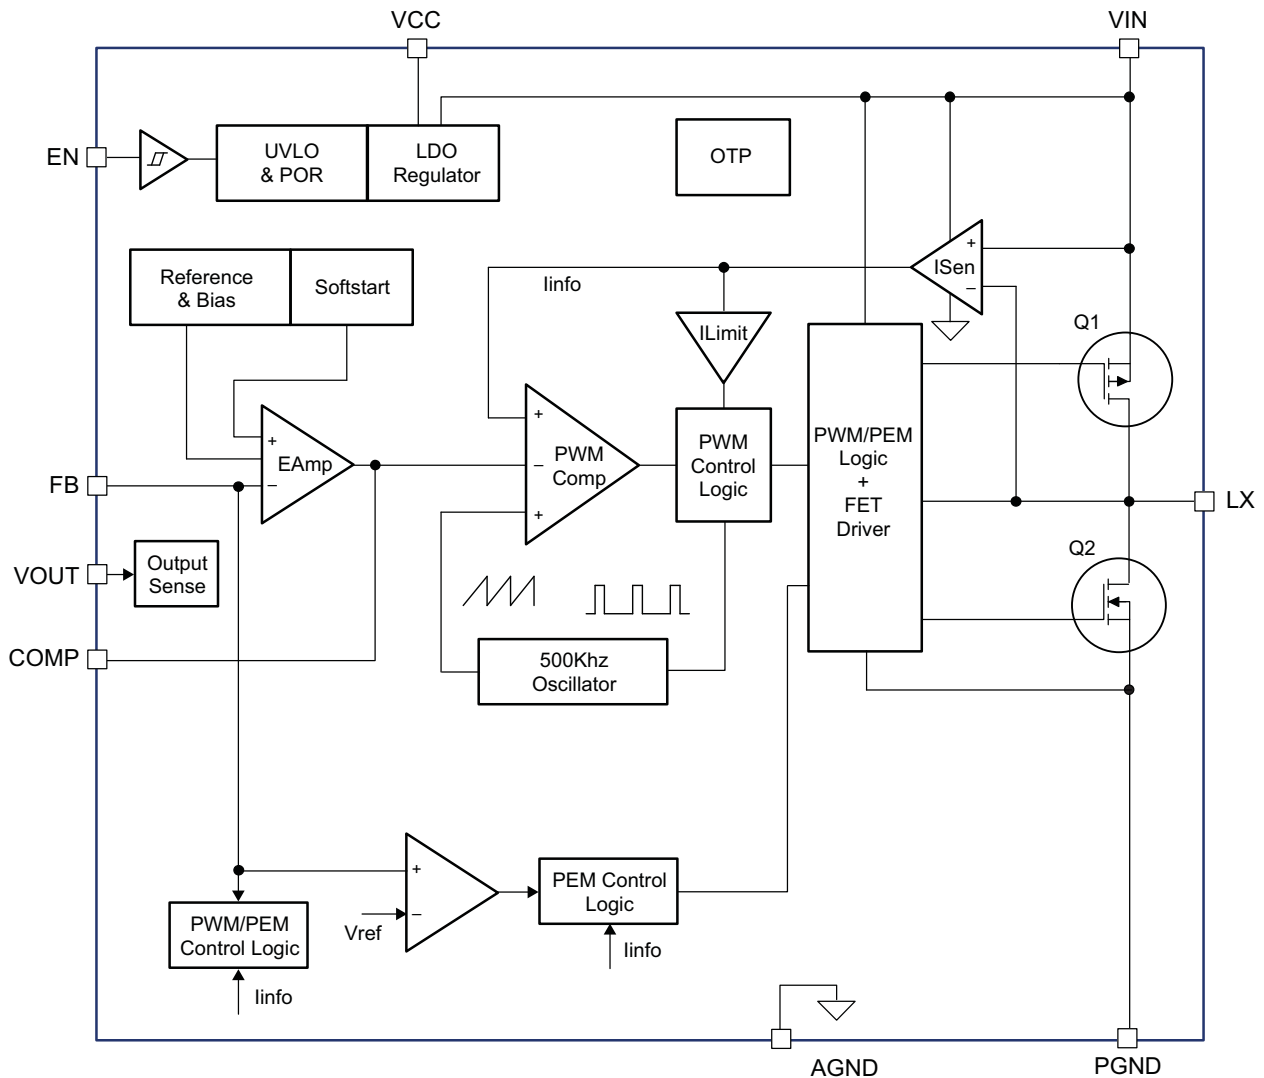 VCC
VIN
EN
UVLO
& POR
LDO
Regulator
OTP
Reference
& Bias
Softstart
Iinfo
+
ISen
−
ILimit
Q1
+
EAmp
−
+
PWM
Comp
−
+
PWM
Control
Logic
PWM/PEM
Logic
+
FET
Driver
FB
LX
VOUT
Output
Sense
Q2
COMP
500Khz
Oscillator
+
−
Vref
PEM Control
Logic
Iinfo
PWM/PEM
Control Logic
Iinfo
AGND
PGND